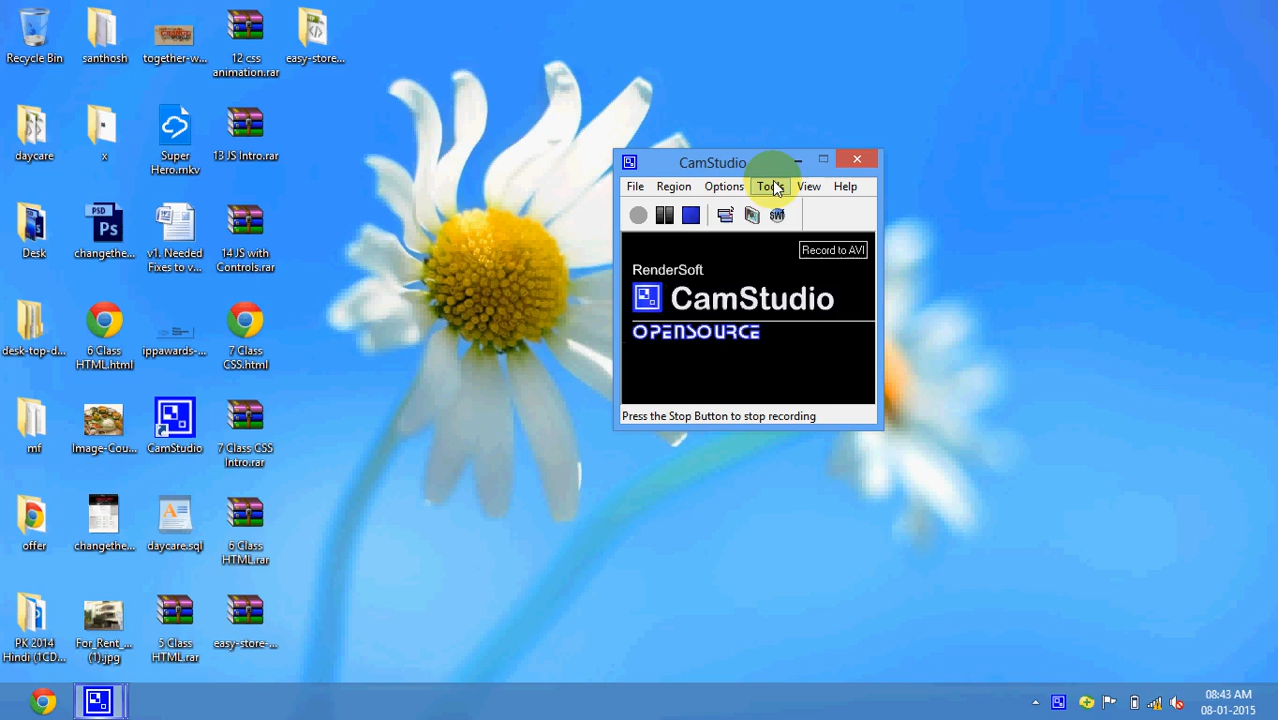 Recycle Bin
santhosh
together-w...
12 css
animation.rar
easy-store...
daycare
x
Super
Hero.mkv
13 JS Intro.rar
Desk
PSD
Ps
changethe...
v1. Needed
Fixes to v...
14 JS with
Controls.rar
desk-top-d...
6 Class
HTML.html
ippawards-...
7 Class
CSS.html
mf
Image-Cou...
CamStudio
7 Class CSS
Intro.rar
offer
changethe...
daycare.sql
6 Class
HTML.rar
PK 2014
Hindi (1CD...
For_Rent_...
(1).jpg
5 Class
HTML.rar
easy-store-...
CamStudio
File Region Options Tools View Help
SWF
Record to AVI
RenderSoft
CamStudio
OPENSOURCE
Press the Stop Button to stop recording
08:43 AM
08-01-2015